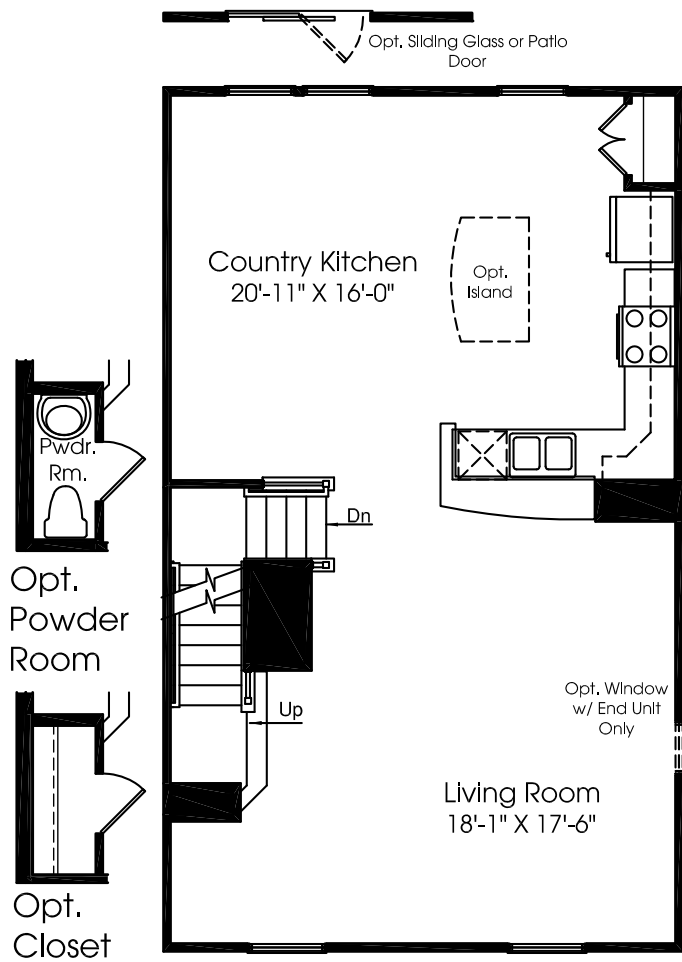 Opt. Sliding Glass or Patio
Door
Country Kitchen
20'-11" X 16'-0"
Opt.
Island
Pwdr.
Rm.
Dn
Opt.
Powder
Room
Up
Opt. Window
w/ End Unit
Only
Living Room
18'-1" X 17'-6"
Opt.
Closet